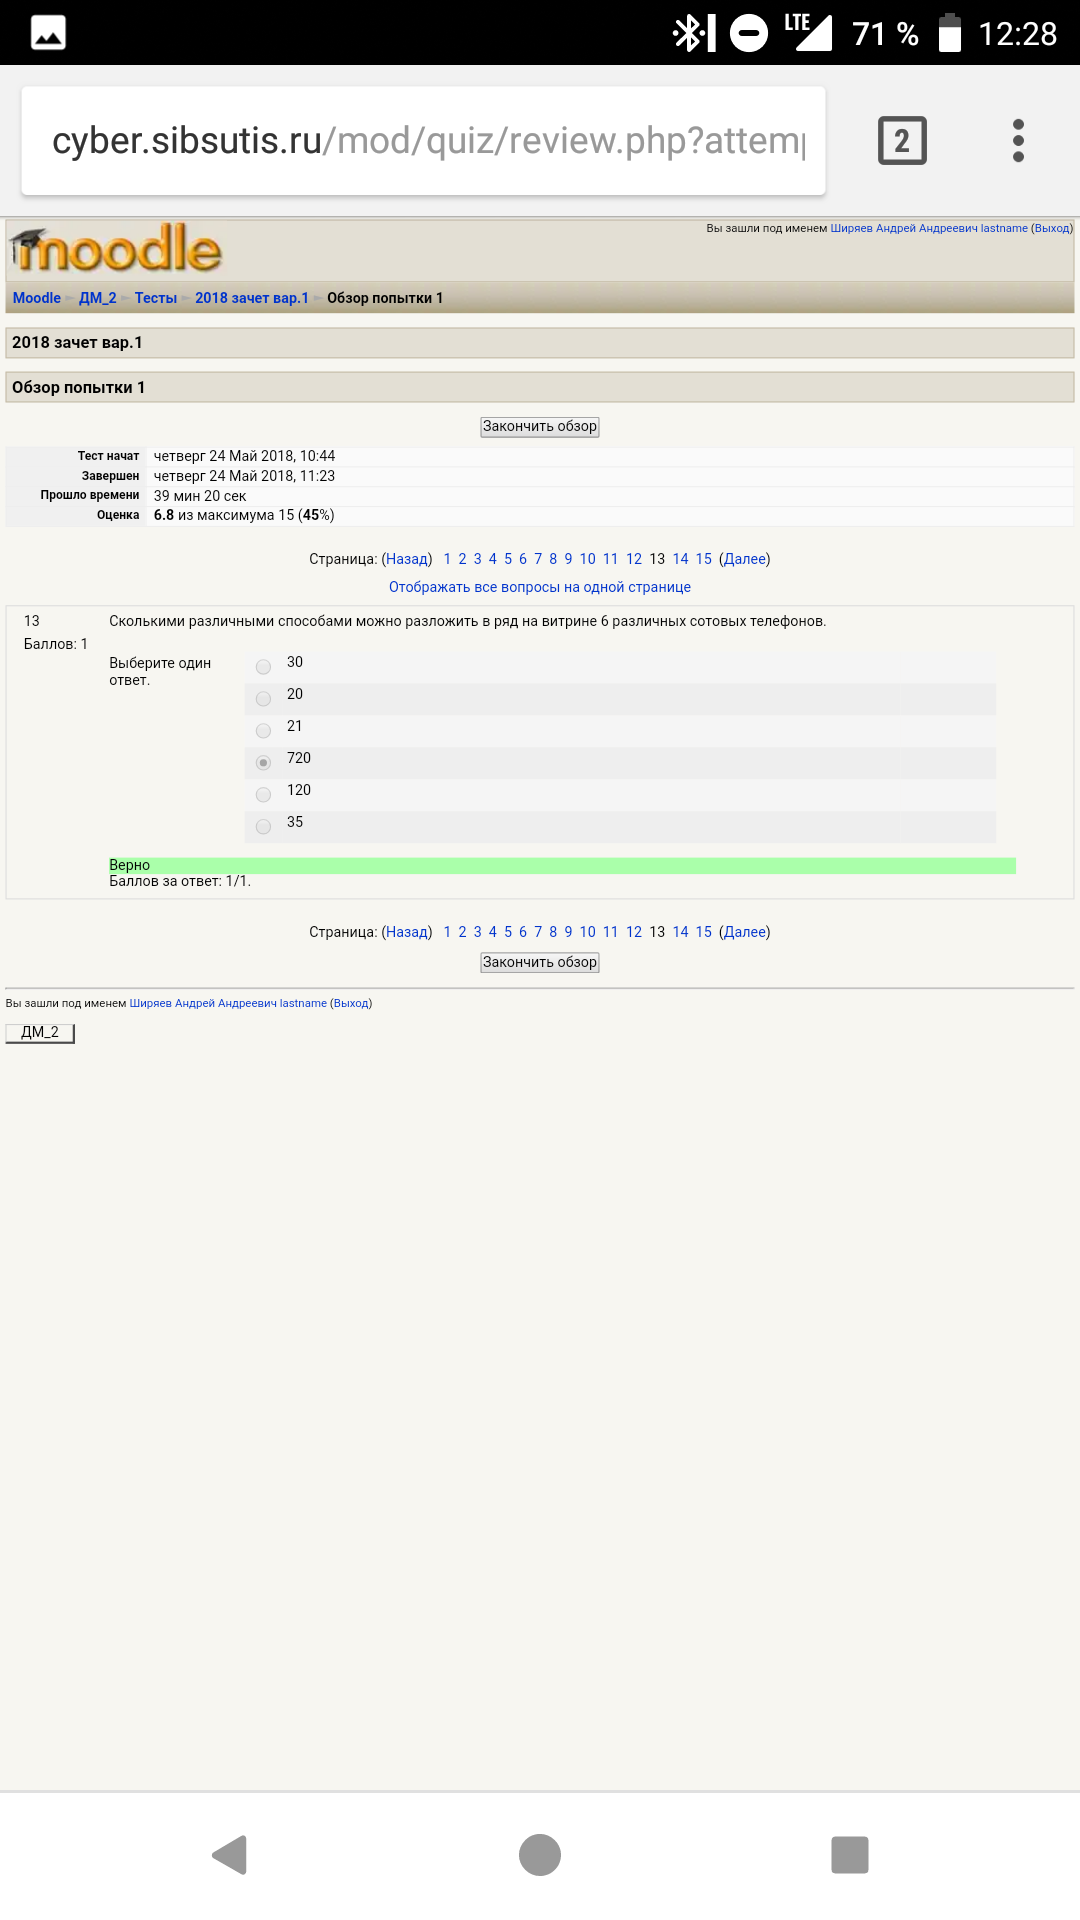 LTE 71 % 12:28
cyber.sibsutis.ru/mod/quiz/review.php?attem
2
moodle
Вы зашли под именем Ширяев Андрей Андреевич lastname (Выход)
Moodle ► ДМ_2 ► Тесты ► 2018 зачет вар.1 ► Обзор попытки 1
2018 зачет вар.1
Обзор попытки 1
Закончить обзор
Тест начат четверг 24 Май 2018, 10:44
Завершен четверг 24 Май 2018, 11:23
Прошло времени 39 мин 20 сек
Оценка 6.8 из максимума 15 (45%)
Страница: (Назад) 1 2 3 4 5 6 7 8 9 10 11 12 13 14 15 (Далее)
Отображать все вопросы на одной странице
13
Баллов: 1
Сколькими различными способами можно разложить в ряд на витрине 6 различных сотовых телефонов.
Выберите один
ответ.
30
20
21
720
120
35
Верно
Баллов за ответ: 1/1.
Страница: (Назад) 1 2 3 4 5 6 7 8 9 10 11 12 13 14 15 (Далее)
Закончить обзор
Вы зашли под именем Ширяев Андрей Андреевич lastname (Выход)
ДМ_2